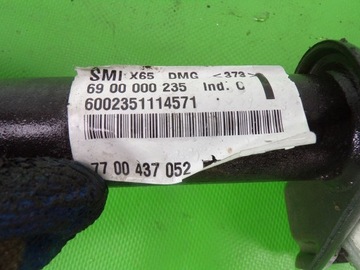 SMI X65 DMG <373>
69 00 000 235 Ind. C
6002351114571
77 00 437 052